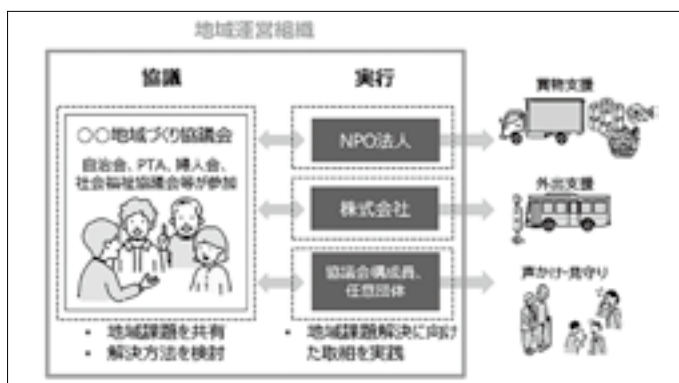 地域運営組織
協議
実行
○○地域づくり協議会
自治会、PTA、婦人会、
社会福祉協議会等が参加
・ 地域課題を共有
・ 解決方法を検討
NPO法人
株式会社
協議会構成員、
任意団体
・ 地域課題解決に向け
た取組を実践
買物支援
外出支援
声かけ・見守り